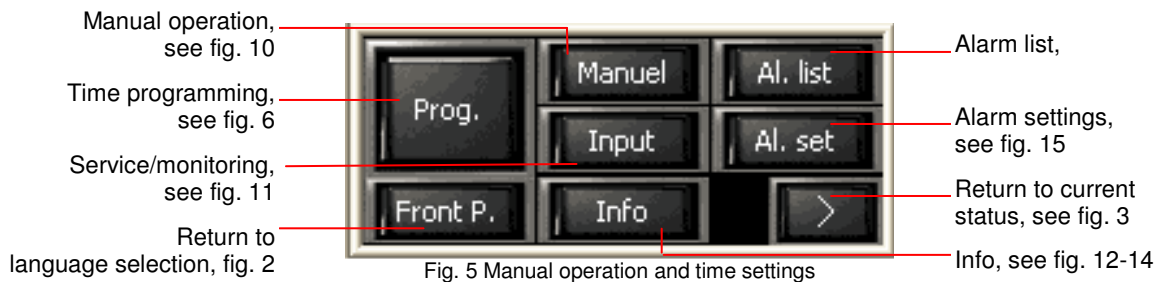 Manual operation,
see fig. 10
Time programming,
see fig. 6
Service/monitoring,
see fig. 11
Return to
language selection, fig. 2
Prog.
Manuel
Al. list
Input
Al. set
Front P.
Info
>
Alarm list,
Alarm settings,
see fig. 15
Return to current
status, see fig. 3
Info, see fig. 12-14
Fig. 5 Manual operation and time settings